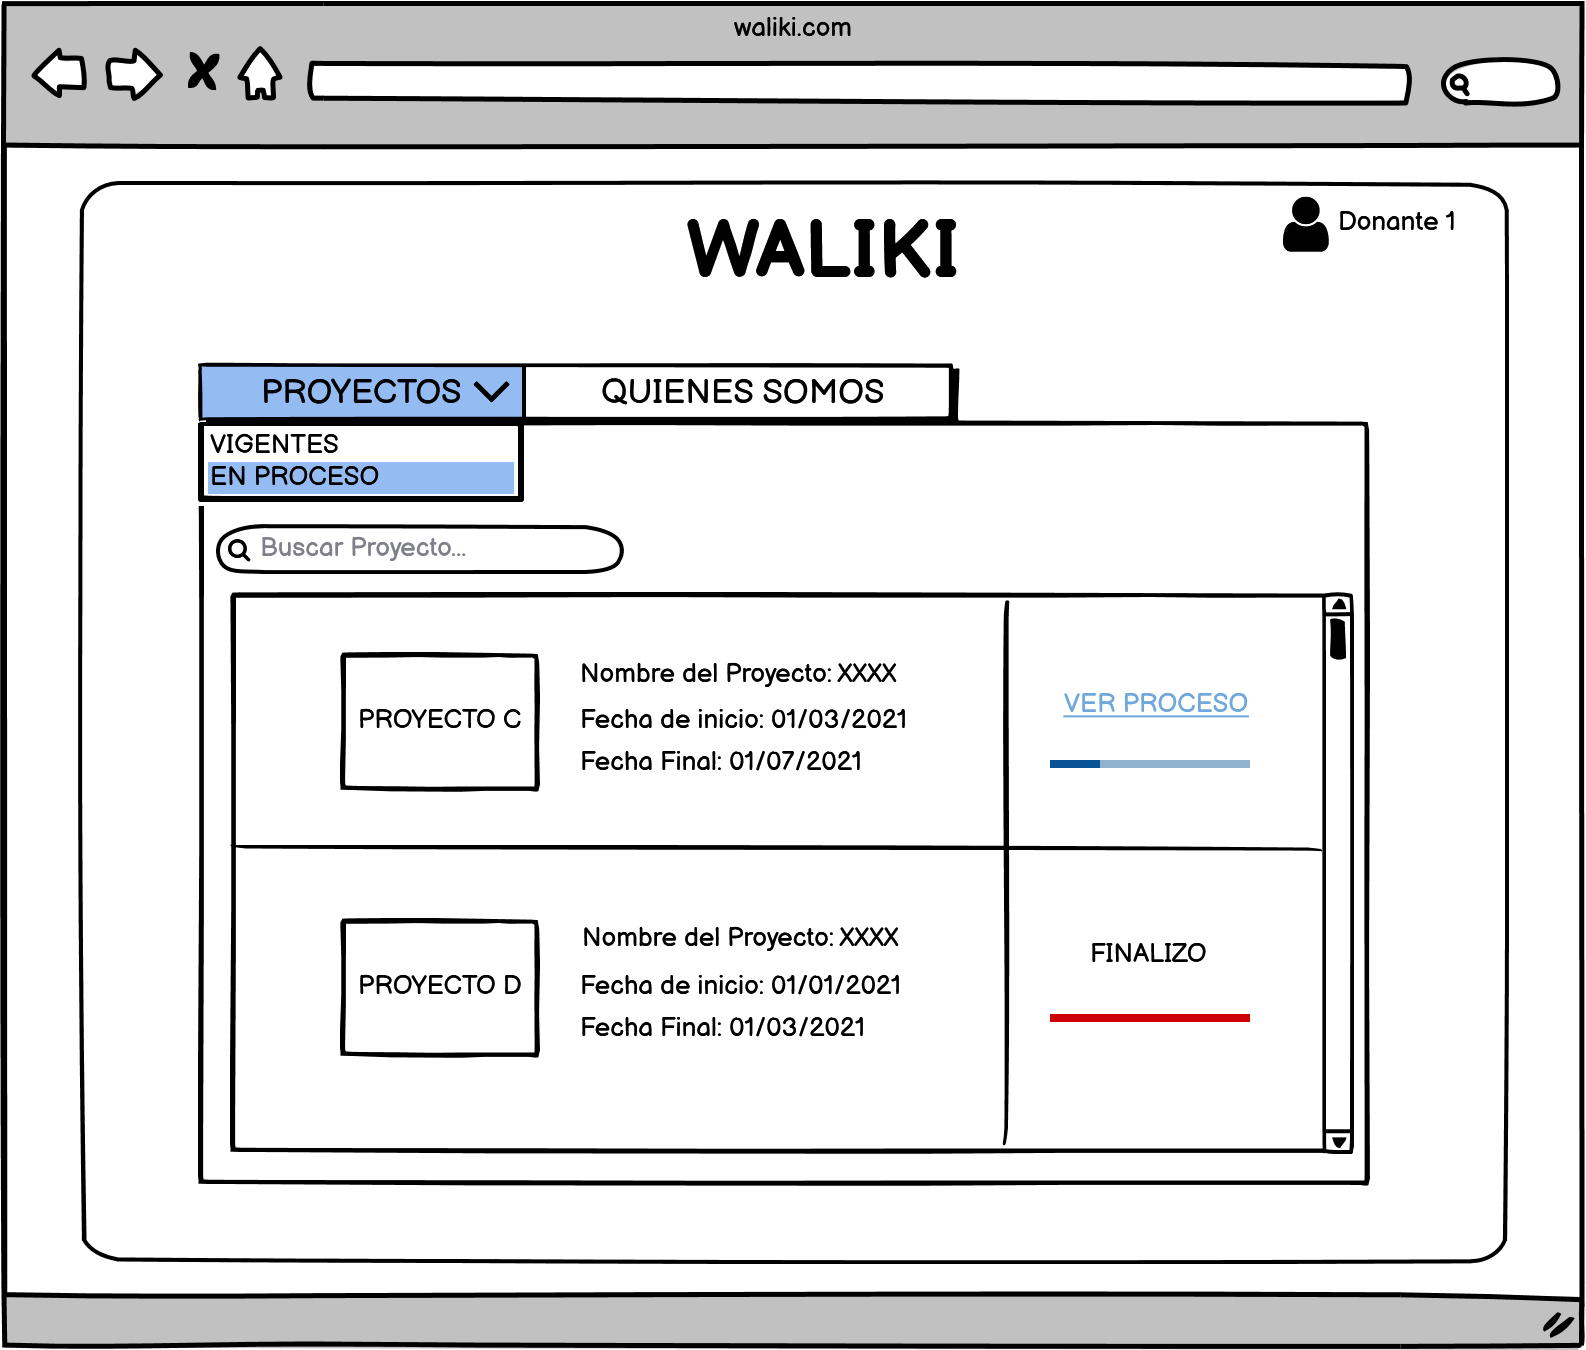 waliki.com
WALIKI
Donante 1
PROYECTOS
QUIENES SOMOS
VIGENTES
EN PROCESO
Buscar Proyecto...
PROYECTO C
Nombre del Proyecto: XXXX
Fecha de inicio: 01/03/2021
Fecha Final: 01/07/2021
VER PROCESO
PROYECTO D
Nombre del Proyecto: XXXX
Fecha de inicio: 01/01/2021
Fecha Final: 01/03/2021
FINALIZO